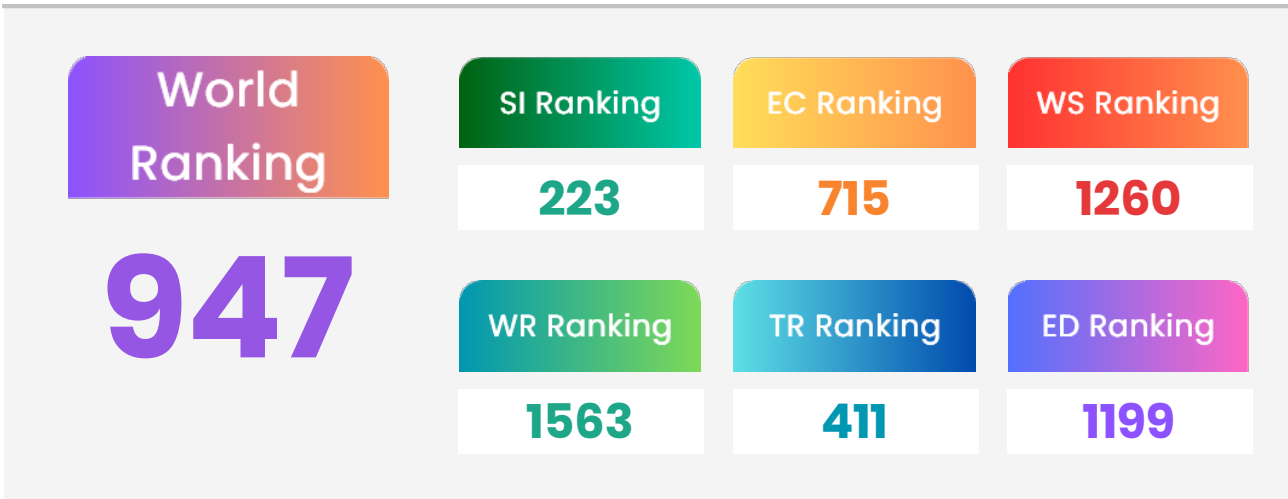 World
Ranking
947
SI Ranking
223
EC Ranking
715
WS Ranking
1260
WR Ranking
1563
TR Ranking
411
ED Ranking
1199